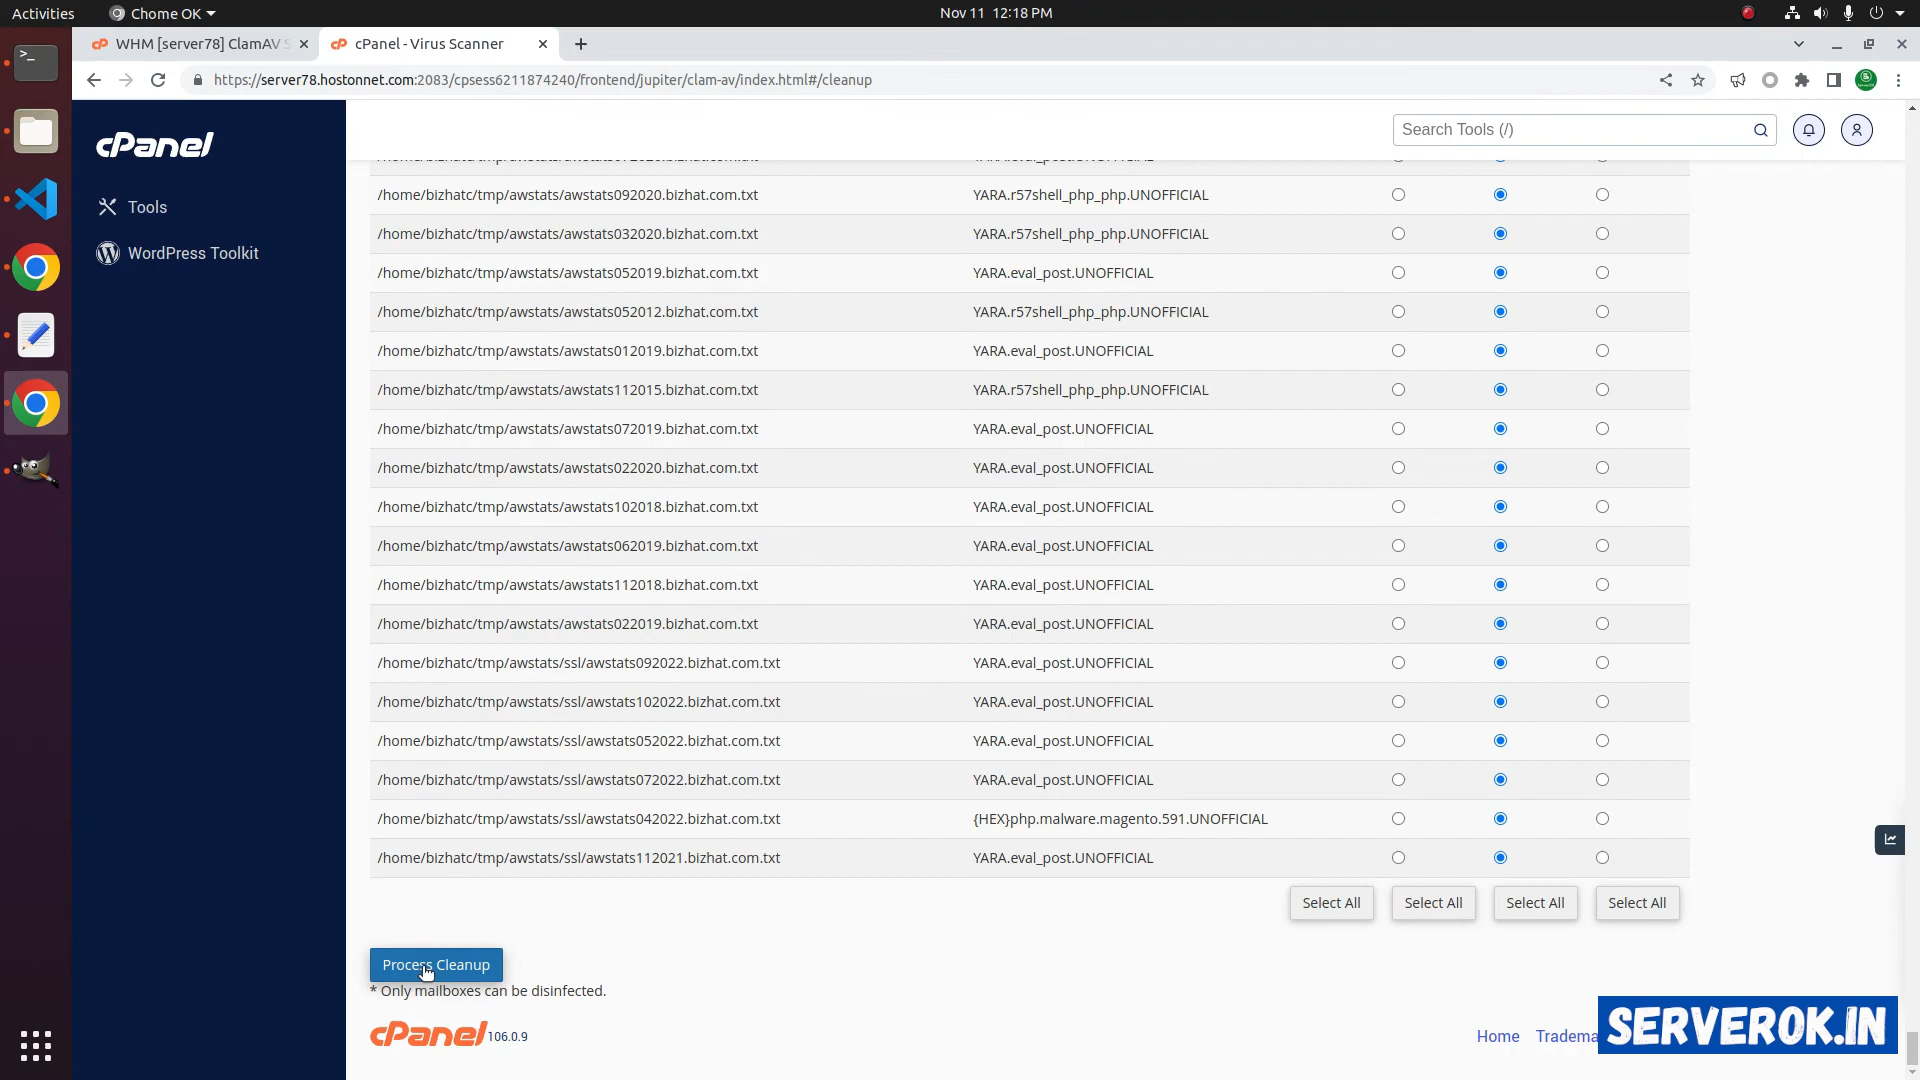 Activities Chome OK Nov 11 12:18 PM
WHM [server78] ClamAV S cPanel - Virus Scanner
https://server78.hostonnet.com:2083/cpsess6211874240/frontend/jupiter/clam-av/index.html#/cleanup
cPanel
Search Tools (/)
Tools
WordPress Toolkit
/home/bizhatc/tmp/awstats/awstats092020.bizhat.com.txt YARA.r57shell_php_php.UNOFFICIAL
/home/bizhatc/tmp/awstats/awstats032020.bizhat.com.txt YARA.r57shell_php_php.UNOFFICIAL
/home/bizhatc/tmp/awstats/awstats052019.bizhat.com.txt YARA.eval_post.UNOFFICIAL
/home/bizhatc/tmp/awstats/awstats052012.bizhat.com.txt YARA.r57shell_php_php.UNOFFICIAL
/home/bizhatc/tmp/awstats/awstats012019.bizhat.com.txt YARA.eval_post.UNOFFICIAL
/home/bizhatc/tmp/awstats/awstats112015.bizhat.com.txt YARA.r57shell_php_php.UNOFFICIAL
/home/bizhatc/tmp/awstats/awstats072019.bizhat.com.txt YARA.eval_post.UNOFFICIAL
/home/bizhatc/tmp/awstats/awstats022020.bizhat.com.txt YARA.eval_post.UNOFFICIAL
/home/bizhatc/tmp/awstats/awstats102018.bizhat.com.txt YARA.eval_post.UNOFFICIAL
/home/bizhatc/tmp/awstats/awstats062019.bizhat.com.txt YARA.eval_post.UNOFFICIAL
/home/bizhatc/tmp/awstats/awstats112018.bizhat.com.txt YARA.eval_post.UNOFFICIAL
/home/bizhatc/tmp/awstats/awstats022019.bizhat.com.txt YARA.eval_post.UNOFFICIAL
/home/bizhatc/tmp/awstats/ssl/awstats092022.bizhat.com.txt YARA.eval_post.UNOFFICIAL
/home/bizhatc/tmp/awstats/ssl/awstats102022.bizhat.com.txt YARA.eval_post.UNOFFICIAL
/home/bizhatc/tmp/awstats/ssl/awstats052022.bizhat.com.txt YARA.eval_post.UNOFFICIAL
/home/bizhatc/tmp/awstats/ssl/awstats072022.bizhat.com.txt YARA.eval_post.UNOFFICIAL
/home/bizhatc/tmp/awstats/ssl/awstats042022.bizhat.com.txt {HEX}php.malware.magento.591.UNOFFICIAL
/home/bizhatc/tmp/awstats/ssl/awstats112021.bizhat.com.txt YARA.eval_post.UNOFFICIAL
Select All Select All Select All Select All
Process Cleanup
* Only mailboxes can be disinfected.
cPanel 106.0.9 Home Tradema
SERVEROK.IN